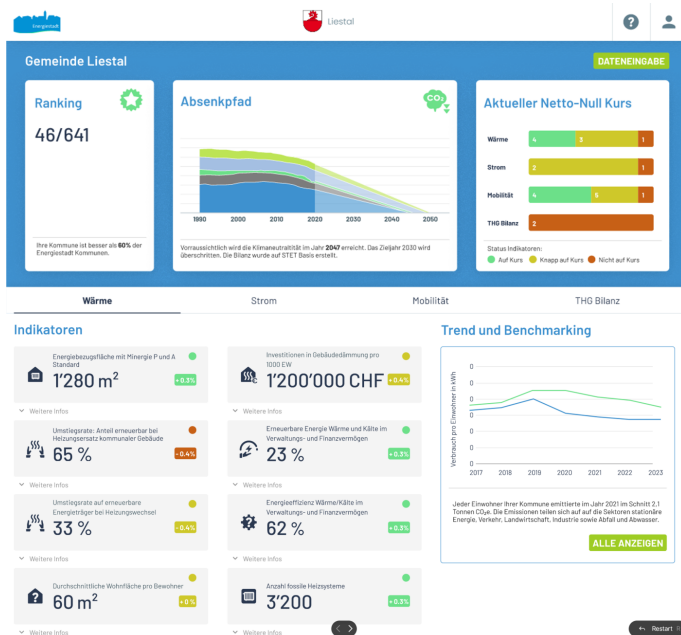 Energiestadt
Liestal
Gemeinde Liestal
DATENEINGABE
Ranking
46/641
Ihre Kommune ist besser als 60% der
Energiestadt Kommunen.
Absenkpfad
CO2
1990 2000 2010 2020 2030 2040 2050
Vorraussichtlich wird die Klimaneutraltität im Jahr 2047 erreicht. Das Zieljahr 2030 wird
überschritten. Die Bilanz wurde auf STET Basis erstellt.
Aktueller Netto-Null Kurs
Wärme 4 3 1
Strom 2 1
Mobilität 4 5 1
THG Bilanz 2
Status Indikatoren:
Auf Kurs Knapp auf Kurs Nicht auf Kurs
Wärme Strom Mobilität THG Bilanz
Indikatoren
Energiebezugsfläche mit Minergie P und A
Standard
1'280 m²
+0.3%
Weitere Infos
Investitionen in Gebäudedämmung pro
1000 EW
1'200'000 CHF
+0.4%
Weitere Infos
Umstiegsrate: Anteil erneuerbar bei
Heizungsersatz kommunaler Gebäude
65 %
-0.4%
Weitere Infos
Erneuerbare Energie Wärme und Kälte im
Verwaltungs- und Finanzvermögen
23 %
+0.3%
Weitere Infos
Umstiegsrate auf erneuerbare
Energieträger bei Heizungswechsel
33 %
-0.4%
Weitere Infos
Energieeffizienz Wärme/Kälte im
Verwaltungs- und Finanzvermögen
62 %
+0.3%
Weitere Infos
Durchschnittliche Wohnfläche pro Bewohner
60 m²
+0 %
Weitere Infos
Anzahl fossile Heizsysteme
3'200
+0.3%
Weitere Infos
Trend und Benchmarking
Verbrauch pro Einwohner in kWh
0
0
0
0
0
0
0
2017 2018 2019 2020 2021 2022 2023
Jeder Einwohner Ihrer Kommune emittierte im Jahr 2021 im Schnitt 2.1
Tonnen CO₂e. Die Emissionen teilen sich auf auf die Sektoren stationäre
Energie, Verkehr, Landwirtschaft, Industrie sowie Abfall und Abwasser.
ALLE ANZEIGEN
Restart